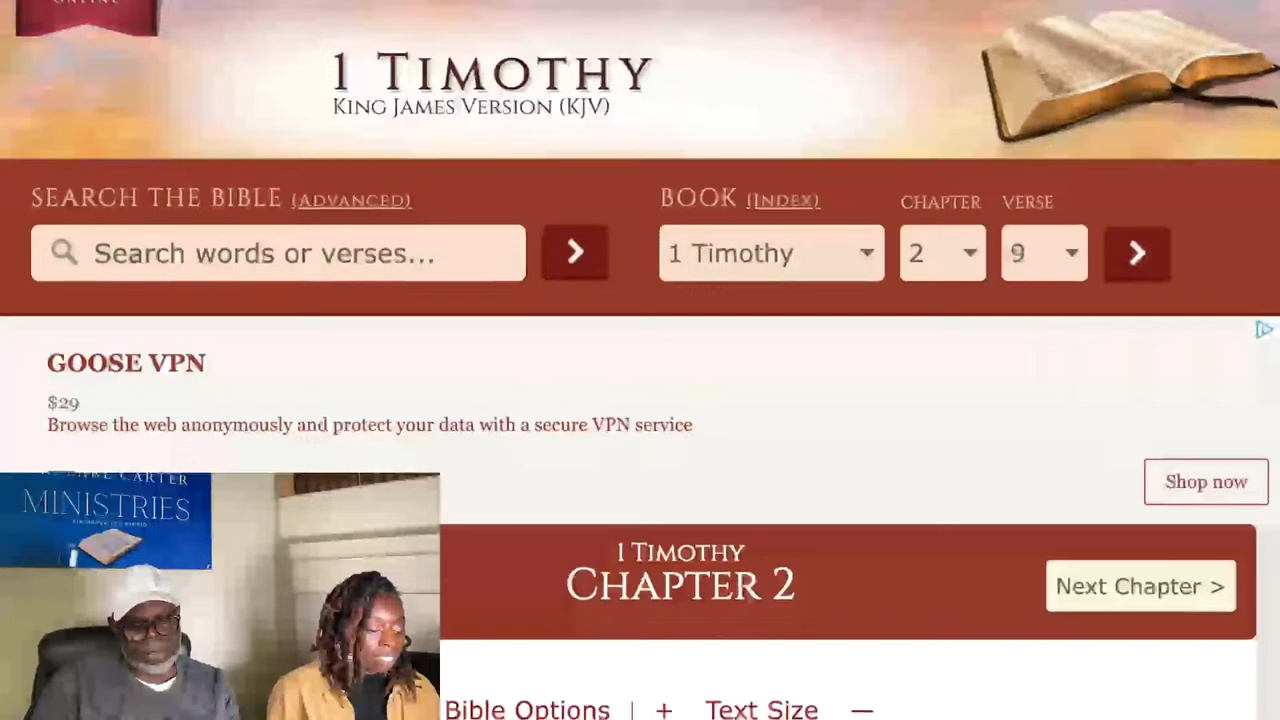 ONLINE
1 TIMOTHY
KING JAMES VERSION (KJV)
SEARCH THE BIBLE (ADVANCED)
BOOK (INDEX) CHAPTER VERSE
Search words or verses...
1 Timothy 2 9
GOOSE VPN
$29
Browse the web anonymously and protect your data with a secure VPN service
Shop now
CARTER
MINISTRIES
1 TIMOTHY
CHAPTER 2
Next Chapter >
Bible Options | + Text Size —